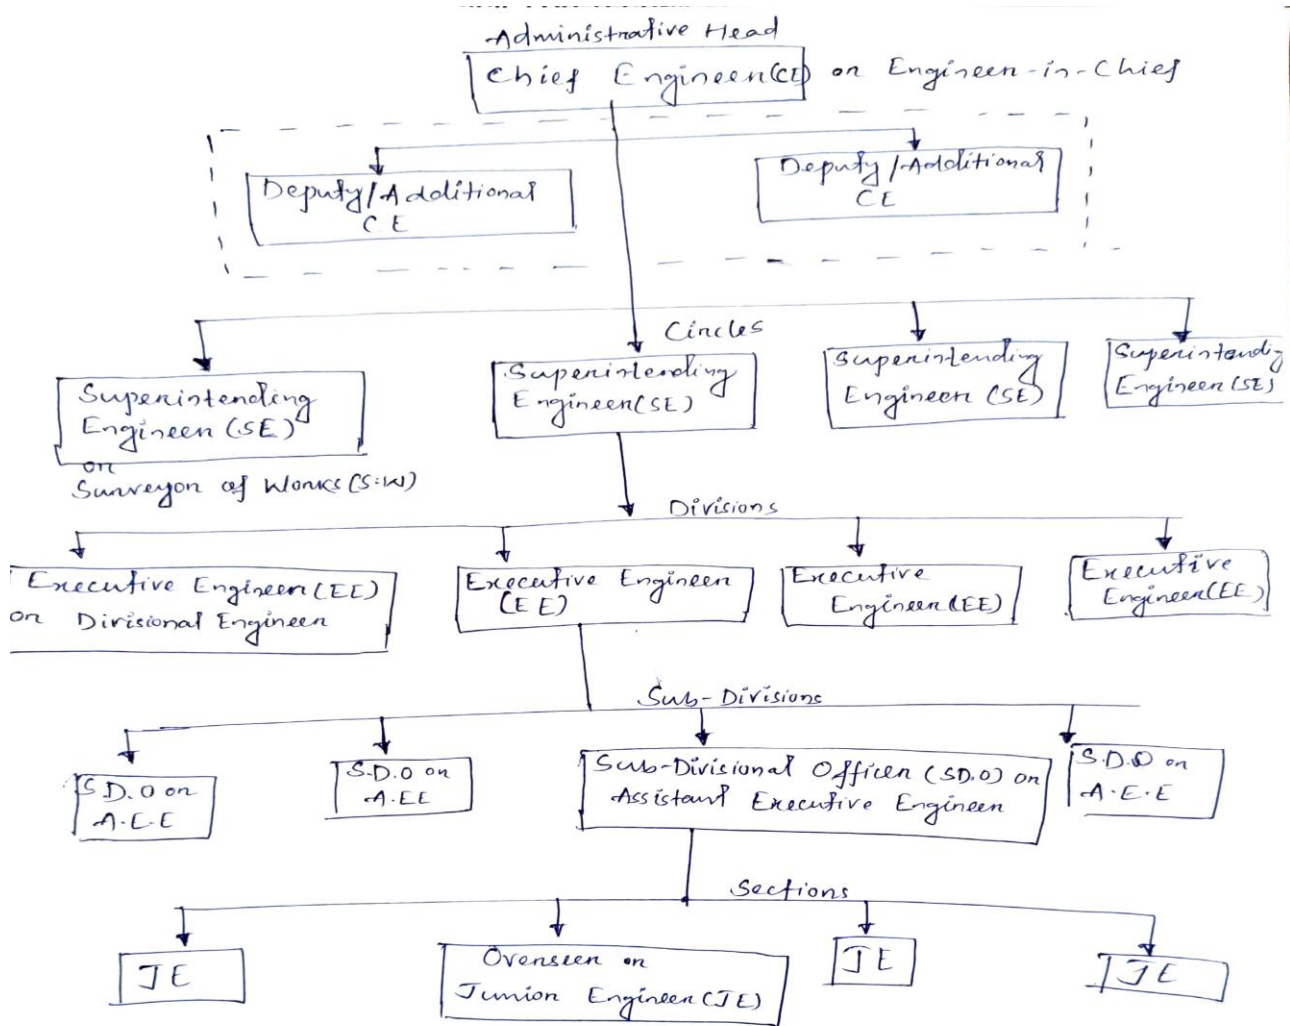 Administrative Head
Chief Engineer (CE) or Engineer-in-Chief
Deputy/Additional
CE
Deputy/Additional
CE
Circles
Superintending
Engineer (SE)
or
Surveyor of Works (S.W)
Superintending
Engineer (SE)
Superintending
Engineer (SE)
Superintending
Engineer (SE)
Divisions
Executive Engineer (EE)
or Divisional Engineer
Executive Engineer
(EE)
Executive
Engineer (EE)
Executive
Engineer (EE)
Sub-Divisions
S.D.O or
A.E.E
S.D.O or
A.EE
Sub-Divisional Officer (SD.O) or
Assistant Executive Engineer
S.D.O or
A.E.E
Sections
JE
Overseer or
Junior Engineer (JE)
JE
JE